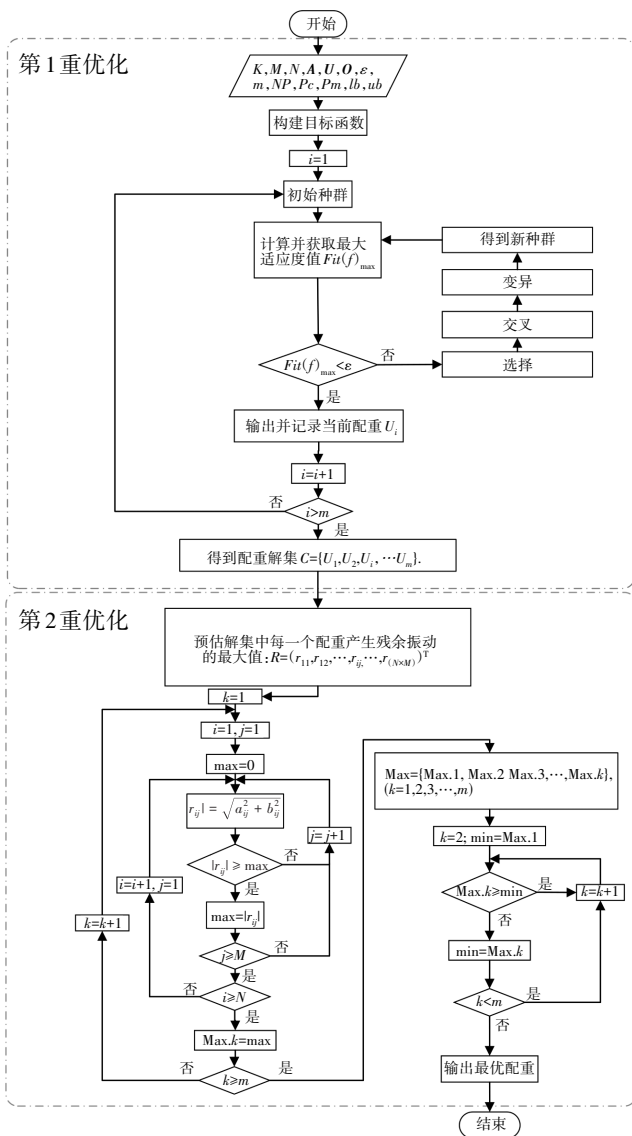 开始
第1重优化
K,M,N,A,U,O,ε,
m,NP,Pc,Pm,lb,ub
构建目标函数
i=1
初始种群
计算并获取最大
适应度值Fit(f)max
得到新种群
变异
交叉
选择
Fit(f)max<ε
否
是
输出并记录当前配重Ui
i=i+1
否
i>m
是
得到配重解集C={U1,U2,Ui,…Um}.
第2重优化
预估解集中每一个配重产生残余振动
的最大值:R=(r11,r12,…,rij,…,r(N×M))T
k=1
i=1,j=1
max=0
rij|=√a²ij+b²ij
j=j+1
|rij|≥max
否
是
i=i+1,j=1
max=|rij|
k=k+1
j≥M
否
是
i≥N
否
是
Max.k=max
k≥m
否
是
Max={Max.1, Max.2 Max.3,…,Max.k},
(k=1,2,3,…,m)
k=2; min=Max.1
Max.k≥min
是
k=k+1
否
min=Max.k
k<m
是
否
输出最优配重
结束